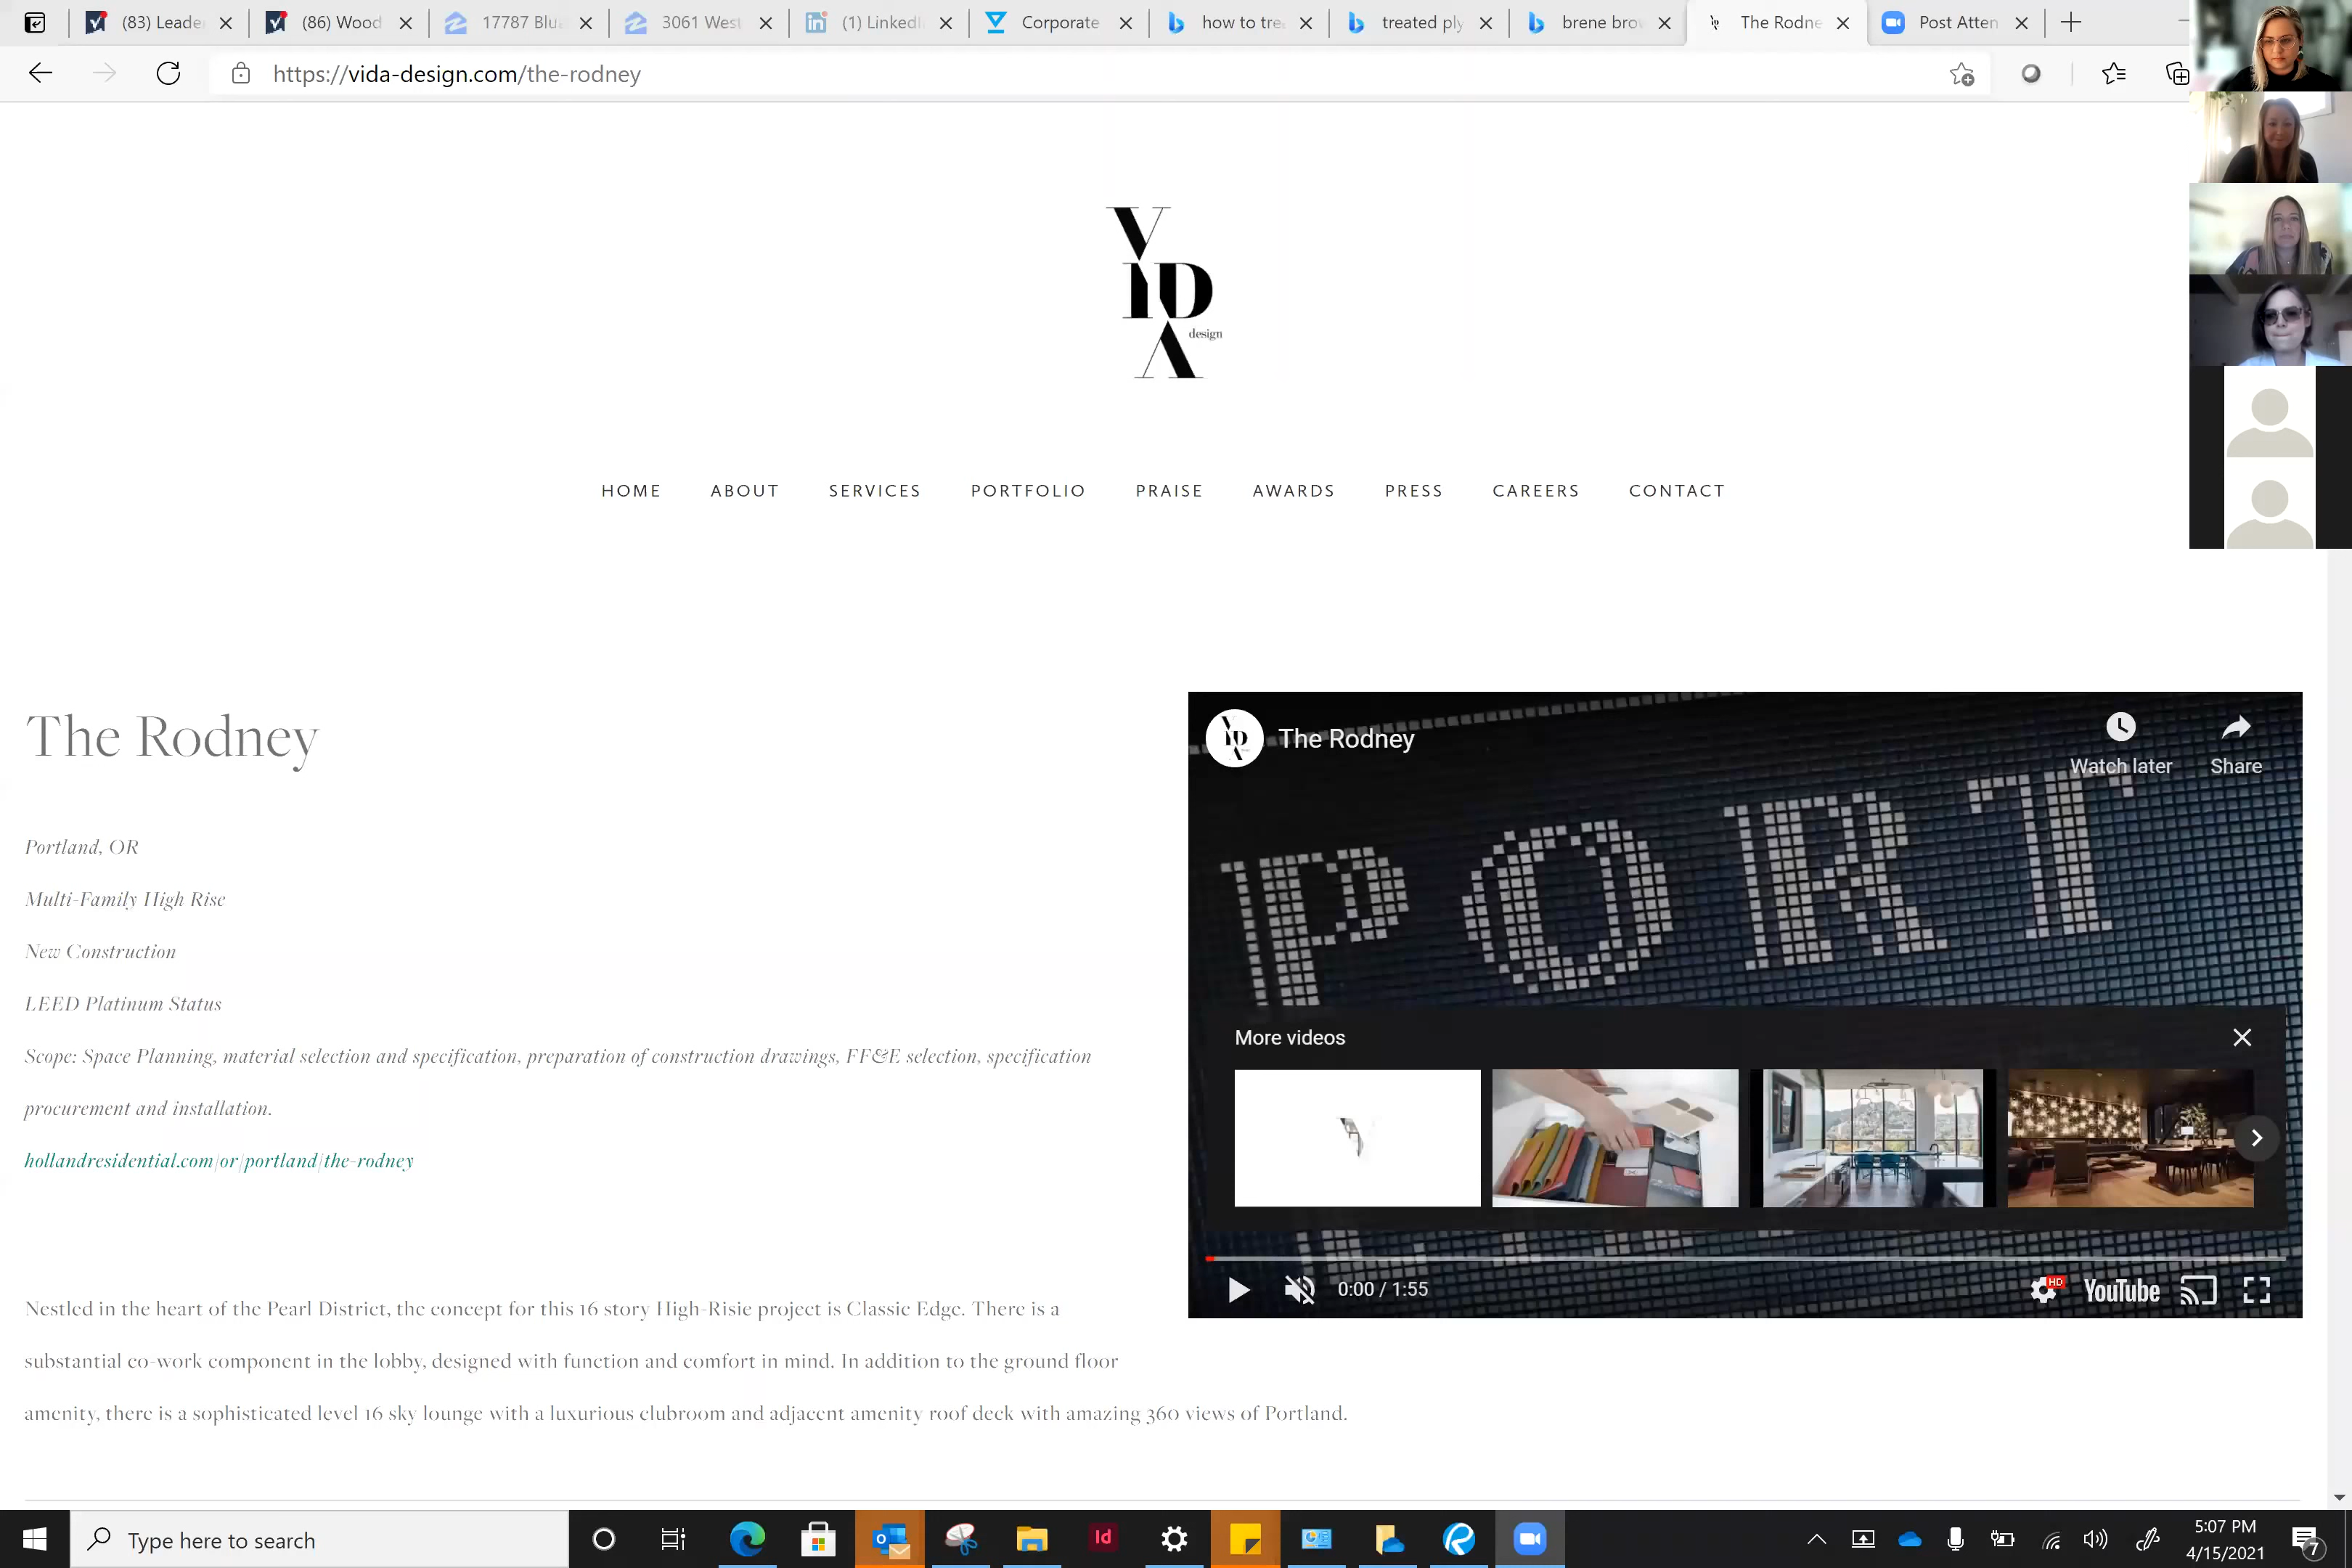 (83) Leade
(86) Wood
17787 Blu
3061 West
(1) LinkedI
Corporate
how to tre
treated ply
brene bro
The Rodne
Post Atten
https://vida-design.com/the-rodney
VIDA
design
HOME ABOUT SERVICES PORTFOLIO PRAISE AWARDS PRESS CAREERS CONTACT
The Rodney
Portland, OR
Multi-Family High Rise
New Construction
LEED Platinum Status
Scope: Space Planning, material selection and specification, preparation of construction drawings, FF&E selection, specification
procurement and installation.
hollandresidential.com/or/portland/the-rodney
Nestled in the heart of the Pearl District, the concept for this 16 story High-Risie project is Classic Edge. There is a
substantial co-work component in the lobby, designed with function and comfort in mind. In addition to the ground floor
amenity, there is a sophisticated level 16 sky lounge with a luxurious clubroom and adjacent amenity roof deck with amazing 360 views of Portland.
VIDA
The Rodney
Watch later
Share
PORT
More videos
0:00 / 1:55
HD
YouTube
Type here to search
Id
5:07 PM
4/15/2021
7